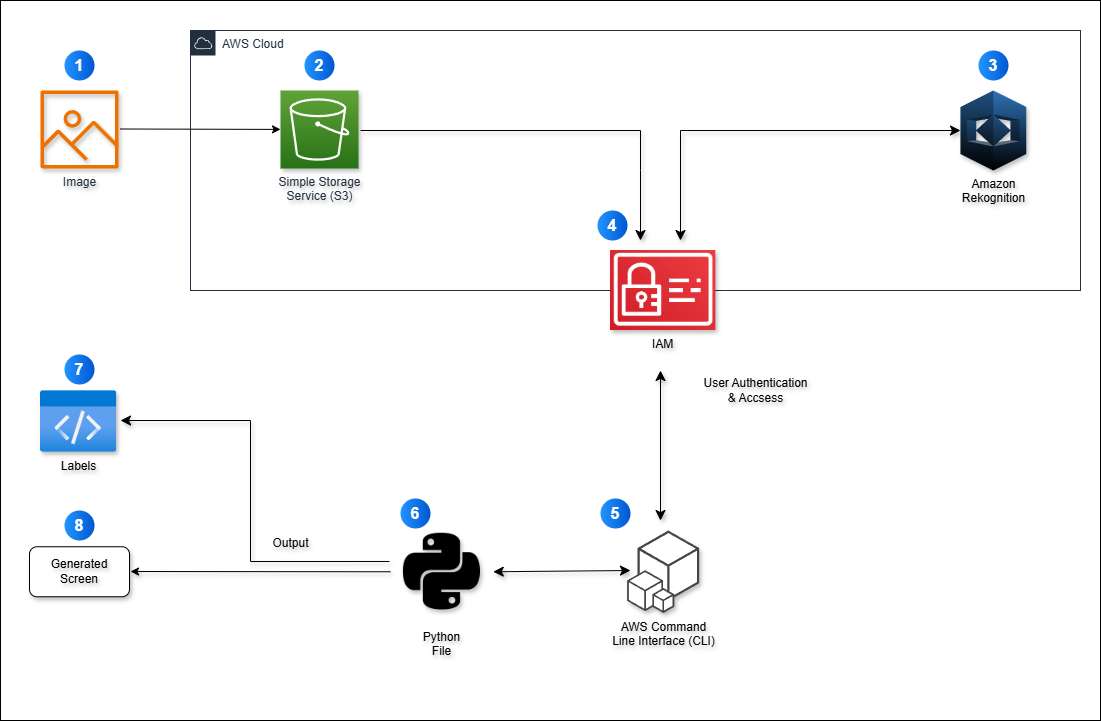 AWS Cloud
1
2
3
Image
Simple Storage
Service (S3)
Amazon
Rekognition
4
IAM
User Authentication
& Accsess
7
Labels
8
Generated
Screen
Output
6
Python
File
5
AWS Command
Line Interface (CLI)